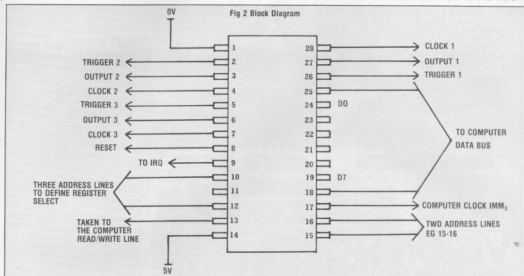 0V
Fig 2 Block Diagram
1
28
CLOCK 1
TRIGGER 2
2
27
OUTPUT 1
OUTPUT 2
3
26
TRIGGER 1
CLOCK 2
4
25
TRIGGER 3
5
24
D0
OUTPUT 3
6
23
CLOCK 3
7
22
RESET
8
21
TO IRQ
9
20
10
19
D7
11
18
12
17
13
16
14
15
THREE ADDRESS LINES
TO DEFINE REGISTER
SELECT
TAKEN TO
THE COMPUTER
READ/WRITE LINE
5V
TO COMPUTER
DATA BUS
COMPUTER CLOCK IMM₂
TWO ADDRESS LINES
EG 15-16